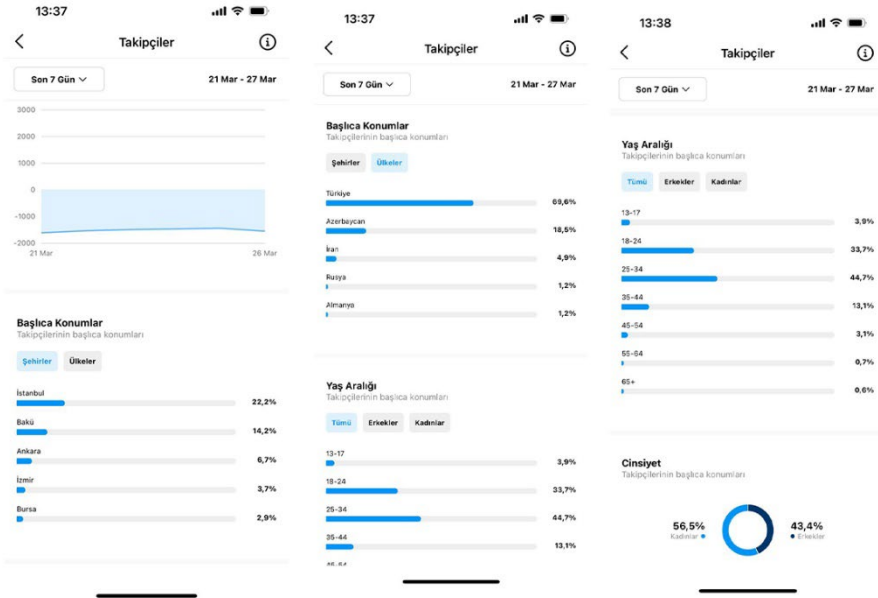 13:37
Takipçiler
Son 7 Gün
21 Mar - 27 Mar
3000
2000
1000
0
-1000
-2000
21 Mar
26 Mar
Başlıca Konumlar
Takipçilerinin başlıca konumları
Şehirler
Ülkeler
İstanbul
22,2%
Bakü
14,2%
Ankara
6,7%
İzmir
3,7%
Bursa
2,9%
13:37
Takipçiler
Son 7 Gün
21 Mar - 27 Mar
Başlıca Konumlar
Takipçilerinin başlıca konumları
Şehirler
Ülkeler
Türkiye
69,6%
Azerbaycan
18,5%
İran
4,9%
Rusya
1,2%
Almanya
1,2%
Yaş Aralığı
Takipçilerinin başlıca konumları
Tümü
Erkekler
Kadınlar
13-17
3,9%
18-24
33,7%
25-34
44,7%
35-44
13,1%
45-54
13:38
Takipçiler
Son 7 Gün
21 Mar - 27 Mar
Yaş Aralığı
Takipçilerinin başlıca konumları
Tümü
Erkekler
Kadınlar
13-17
3,9%
18-24
33,7%
25-34
44,7%
35-44
13,1%
45-54
3,1%
55-64
0,7%
65+
0,6%
Cinsiyet
Takipçilerinin başlıca konumları
56,5%
Kadınlar
43,4%
Erkekler